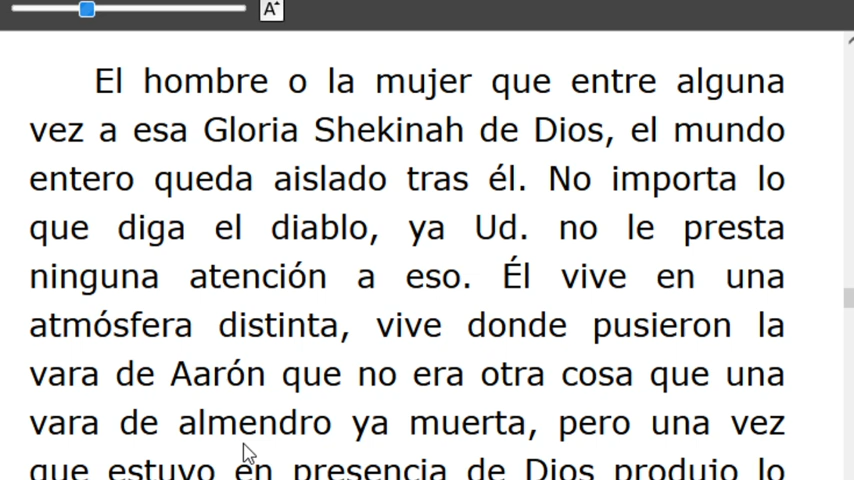 A
El hombre o la mujer que entre alguna
vez a esa Gloria Shekinah de Dios, el mundo
entero queda aislado tras él. No importa lo
que diga el diablo, ya Ud. no le presta
ninguna atención a eso. Él vive en una
atmósfera distinta, vive donde pusieron la
vara de Aarón que no era otra cosa que una
vara de almendro ya muerta, pero una vez
que estuvo en presencia de Dios produjo lo